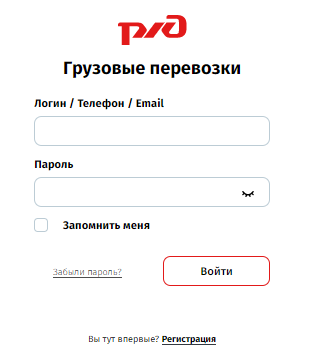 ржд
Грузовые перевозки
Логин / Телефон / Email
Пароль
Запомнить меня
Забыли пароль?
Войти
Вы тут впервые? Регистрация